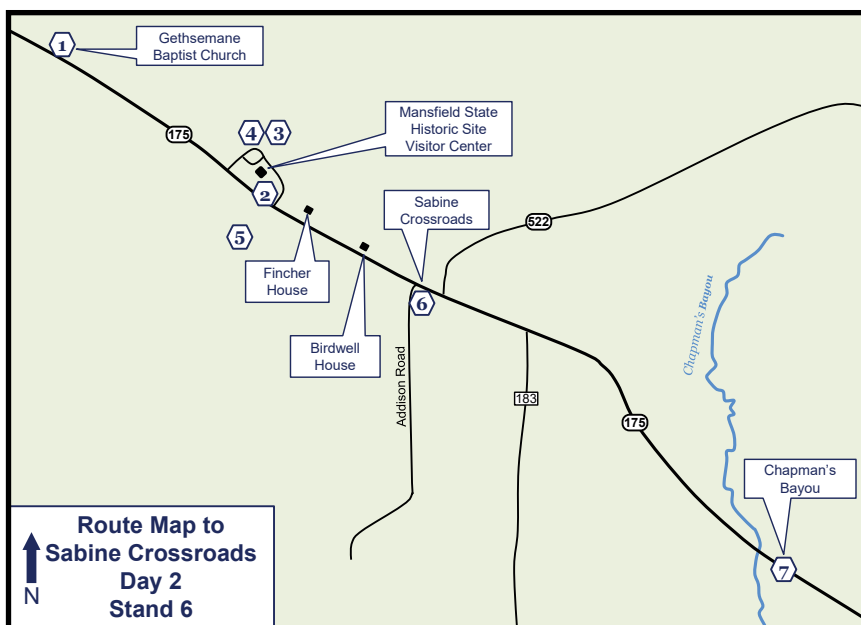 1
Gethsemane
Baptist Church
175
4
3
Mansfield State
Historic Site
Visitor Center
2
Sabine
Crossroads
522
5
Fincher
House
6
Birdwell
House
Addison Road
183
175
Chapman's Bayou
Chapman's
Bayou
7
Route Map to
Sabine Crossroads
Day 2
Stand 6
N